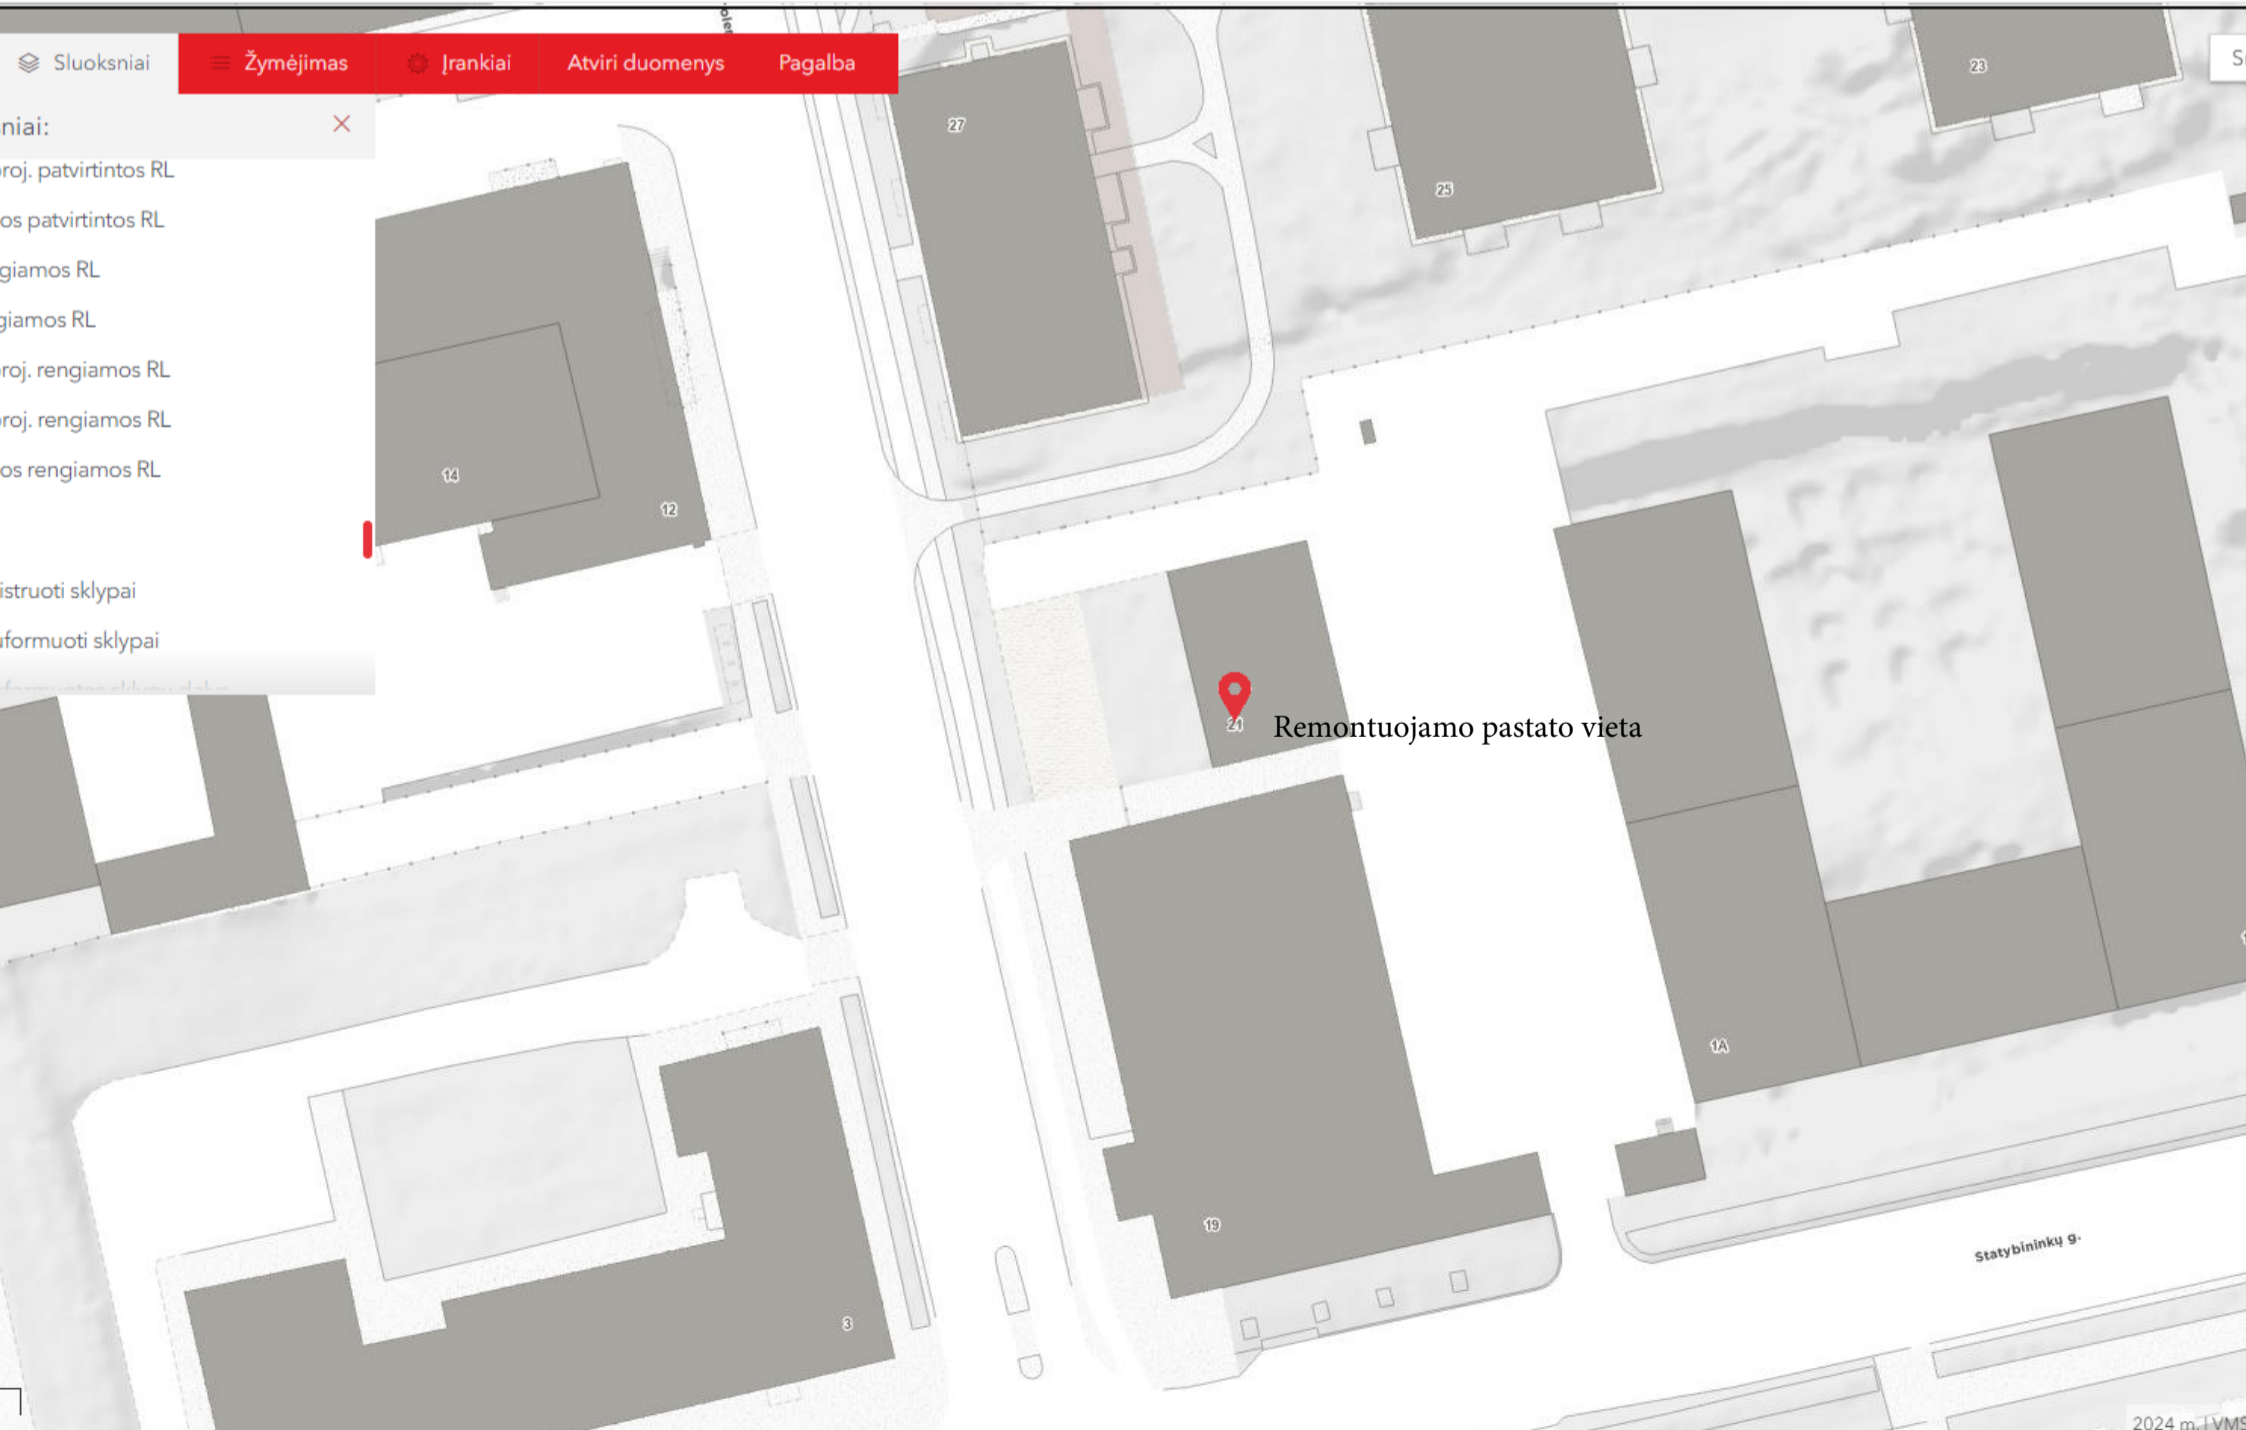 Sluoksniai Žymėjimas Įrankiai Atviri duomenys Pagalba
niai:
roj. patvirtintos RL
os patvirtintos RL
giamos RL
giamos RL
roj. rengiamos RL
roj. rengiamos RL
os rengiamos RL
istruoti sklypai
uformuoti sklypai
27
23
25
14
12
21
Remontuojamo pastato vieta
1A
19
3
Statybininkų g.
2024 m. | VMS